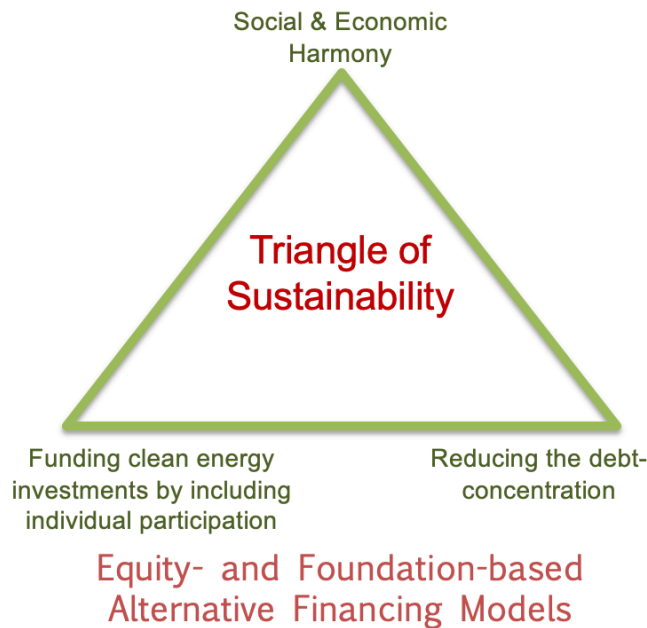 Social & Economic
Harmony
Triangle of
Sustainability
Funding clean energy
investments by including
individual participation
Reducing the debt-
concentration
Equity- and Foundation-based
Alternative Financing Models